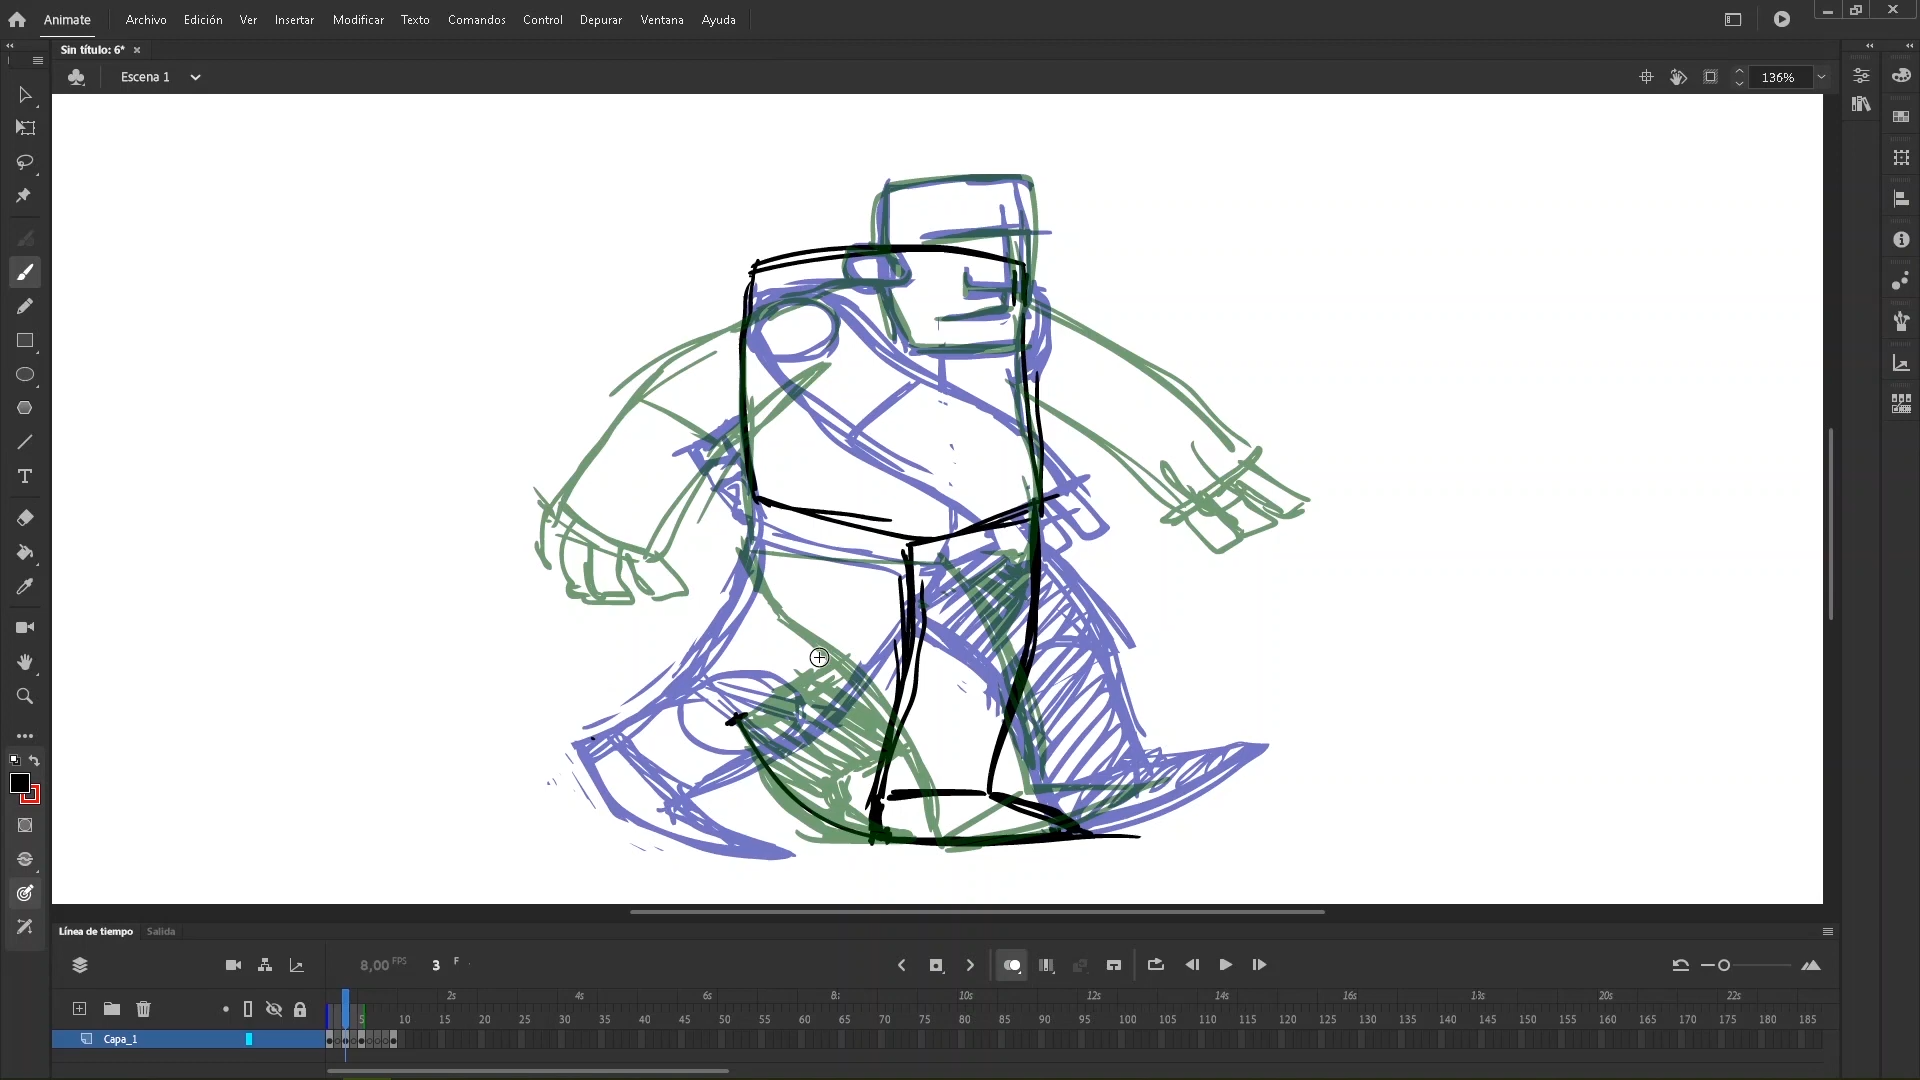 Animate Archivo Edición Ver Insertar Modificar Texto Comandos Control Depurar Ventana Ayuda
Sin título: 6*
Escena 1
136%
Línea de tiempo Salida
8,00 FPS 3 F
2s 4s 6s 10s 12s 14s 16s 18s 20s 22s
5 10 15 20 25 30 35 40 45 50 55 60 65 70 75 80 85 90 95 100 105 110 115 120 125 130 135 140 145 150 155 160 165 170 175 180 185
Capa_1